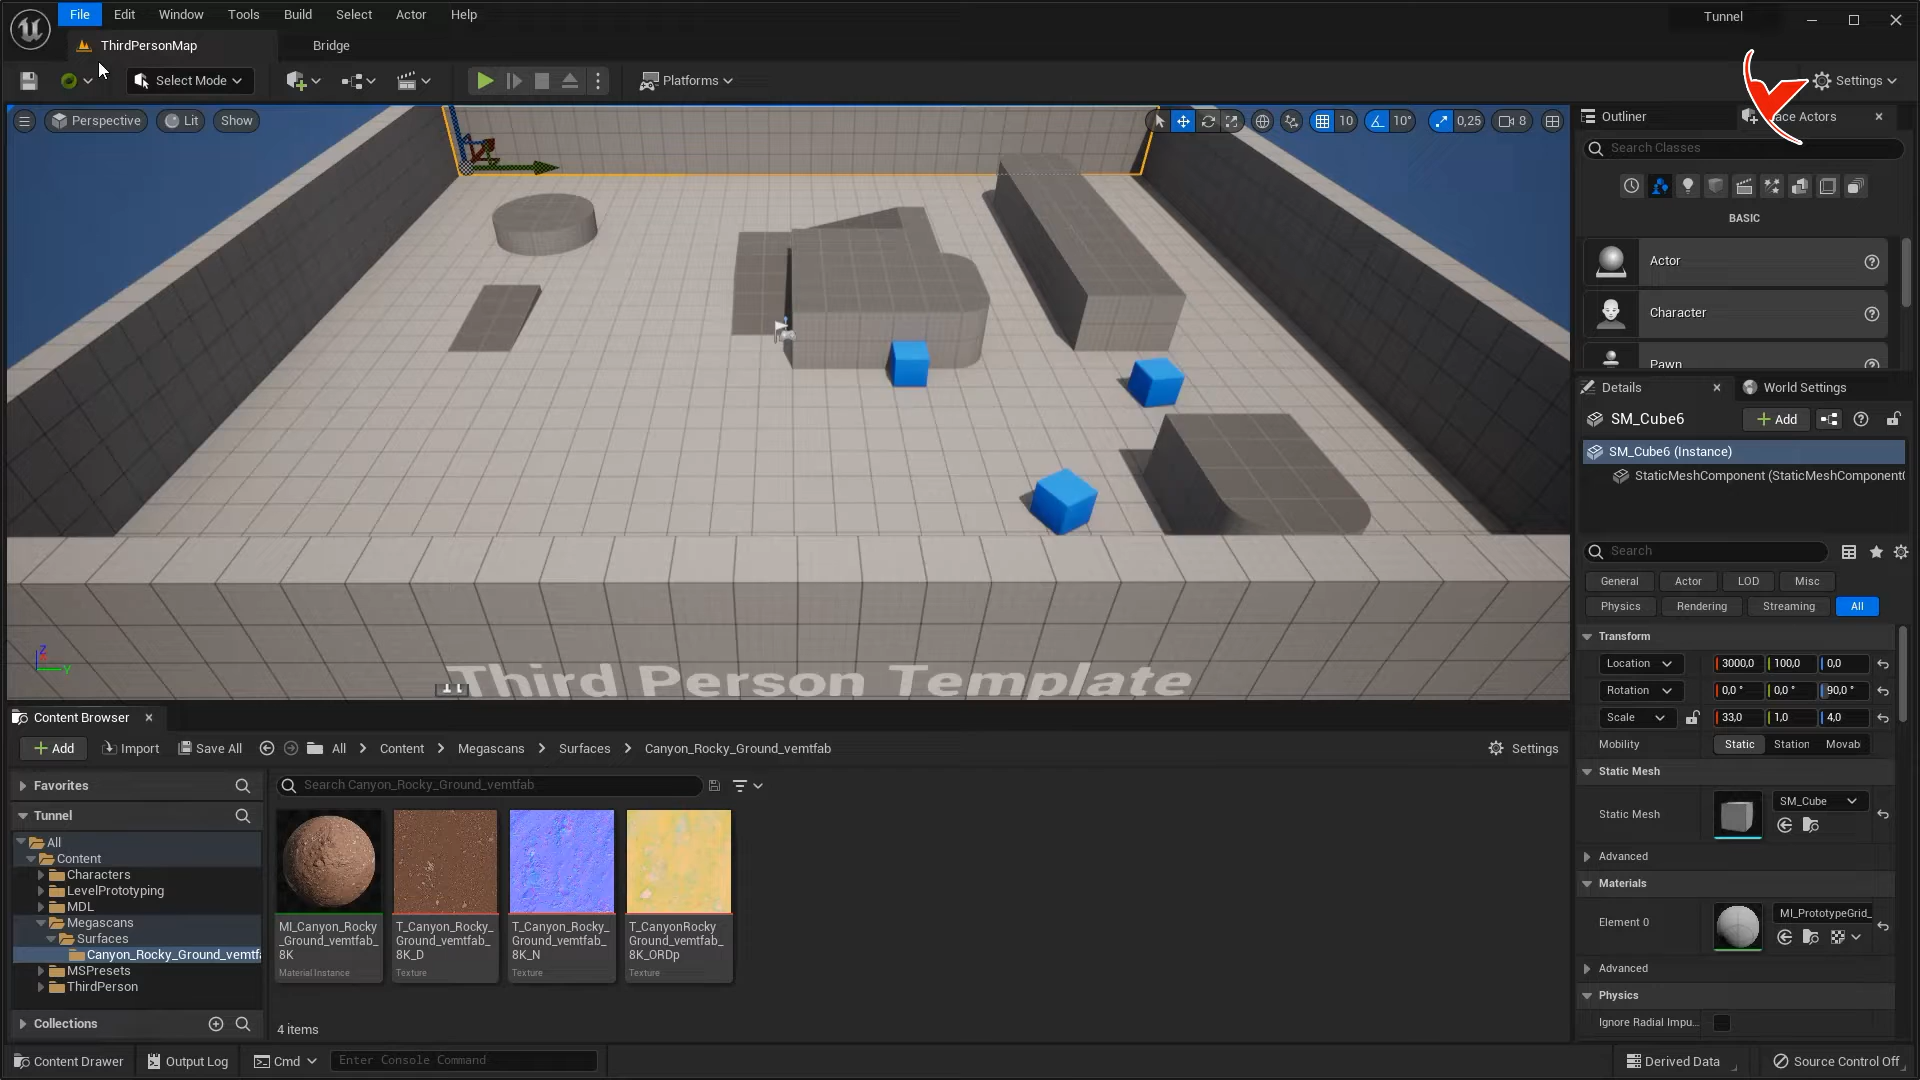 File Edit Window Tools Build Select Actor Help Tunnel
ThirdPersonMap Bridge
Select Mode Platforms Settings
Perspective Lit Show 10 10° 0,25 8
Outliner
Search Classes
BASIC
Actor
Character
Pawn
Third Person Template
Details World Settings
SM_Cube6 Add
SM_Cube6 (Instance)
StaticMeshComponent (StaticMeshComponent0
Search
General Actor LOD Misc
Physics Rendering Streaming All
Transform
Location 3000,0 100,0 0,0
Rotation 0,0 ° 0,0 ° 90,0 °
Scale 33,0 1,0 4,0
Mobility Static Station Movab
Static Mesh
Static Mesh SM_Cube
Advanced
Materials
Element 0 MI_PrototypeGrid_
Advanced
Physics
Ignore Radial Impu...
Content Browser
Add Import Save All All Content Megascans Surfaces Canyon_Rocky_Ground_vemtfab Settings
Favorites
Search Canyon_Rocky_Ground_vemtfab
Tunnel
All
Content
Characters
LevelPrototyping
MDL
Megascans
Surfaces
Canyon_Rocky_Ground_vemtfa
MSPresets
ThirdPerson
Collections
MI_Canyon_Rocky
_Ground_vemtfab_
8K
Material Instance
T_Canyon_Rocky_
Ground_vemtfab_
8K_D
Texture
T_Canyon_Rocky_
Ground_vemtfab_
8K_N
Texture
T_CanyonRocky
Ground_vemtfab_
8K_ORDp
Texture
4 items
Content Drawer Output Log Cmd Enter Console Command Derived Data Source Control Off